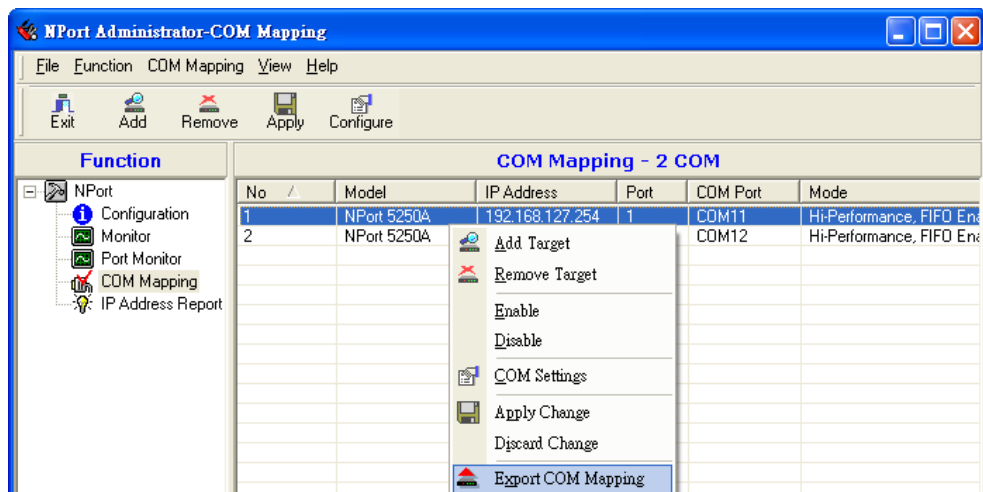 NPort Administrator-COM Mapping
File Function COM Mapping View Help
Exit Add Remove Apply Configure
Function
COM Mapping - 2 COM
NPort
Configuration
Monitor
Port Monitor
COM Mapping
IP Address Report
No Model IP Address Port COM Port Mode
1 NPort 5250A 192.168.127.254 1 COM11 Hi-Performance, FIFO Ena
2 NPort 5250A COM12 Hi-Performance, FIFO Ena
Add Target
Remove Target
Enable
Disable
COM Settings
Apply Change
Discard Change
Export COM Mapping